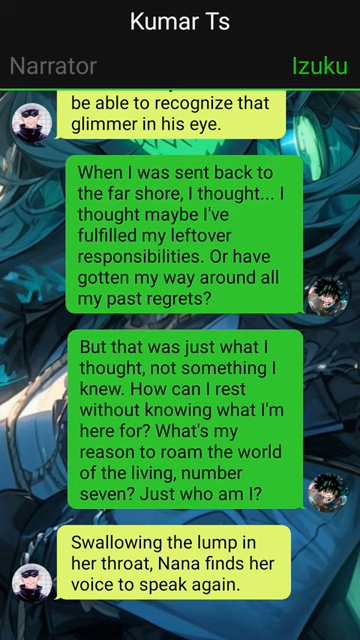 Kumar Ts
Narrator
Izuku
be able to recognize that
glimmer in his eye.
When I was sent back to
the far shore, I thought... I
thought maybe I've
fulfilled my leftover
responsibilities. Or have
gotten my way around all
my past regrets?
But that was just what I
thought, not something I
knew. How can I rest
without knowing what I'm
here for? What's my
reason to roam the world
of the living, number
seven? Just who am I?
Swallowing the lump in
her throat, Nana finds her
voice to speak again.